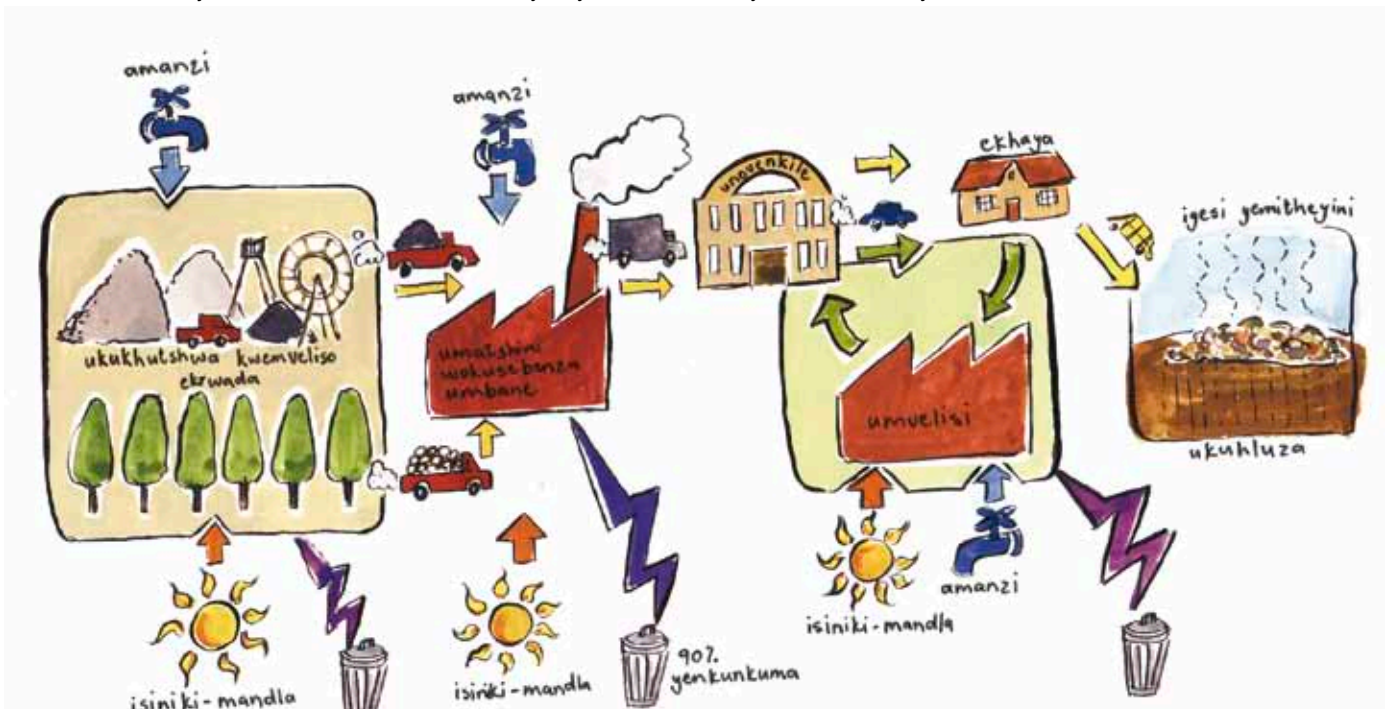 amanzi
amanzi
unovenkile
ekhaya
igesi yemitheyini
ukukhutshwa kwemveliso
ekrwada
umatshini
wokusebenza
umbane
umvelisi
ukuhluza
isiniki-mandla
isiniki-mandla
90%
yenkunkuma
isiniki-mandla
amanzi